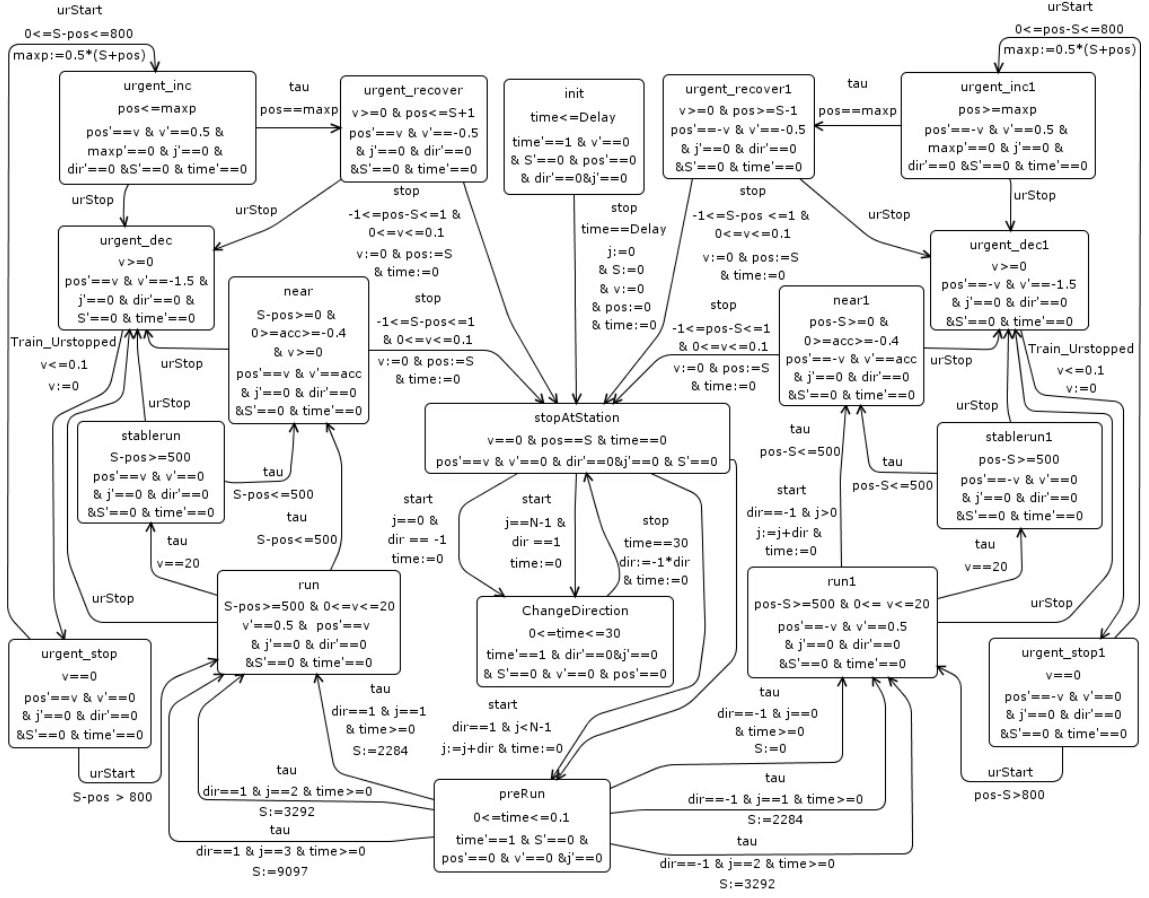 urStart
0<=S-pos<=800
maxp:=0.5*(S+pos)
urgent_inc
pos<=maxp
pos'==v & v'==0.5 &
maxp'==0 & j'==0 &
dir'==0 &S'==0 & time'==0
tau
pos==maxp
urgent_recover
v>=0 & pos<=S+1
pos'==v & v'==-0.5
& j'==0 & dir'==0
&S'==0 & time'==0
init
time<=Delay
time'==1 & v'==0
& S'==0 & pos'==0
& dir'==0&j'==0
urgent_recover1
v>=0 & pos>=S-1
pos'==-v & v'==-0.5
& j'==0 & dir'==0
&S'==0 & time'==0
tau
pos==maxp
urStart
0<=pos-S<=800
maxp:=0.5*(S+pos)
urgent_inc1
pos>=maxp
pos'==-v & v'==0.5 &
maxp'==0 & j'==0 &
dir'==0 &S'==0 & time'==0
urStop
urStop
stop
-1<=pos-S<=1 &
0<=v<=0.1
v:=0 & pos:=S
& time:=0
stop
time==Delay
j:=0
& S:=0
& v:=0
& pos:=0
& time:=0
stop
-1<=S-pos <=1 &
0<=v<=0.1
v:=0 & pos:=S
& time:=0
urStop
urStop
urgent_dec
v>=0
pos'==v & v'==-1.5 &
j'==0 & dir'==0 &
S'==0 & time'==0
near
S-pos>=0 &
0>=acc>=-0.4
& v>=0
pos'==v & v'==acc
& j'==0 & dir'==0
&S'==0 & time'==0
stop
-1<=S-pos<=1
& 0<=v<=0.1
v:=0 & pos:=S
& time:=0
stop
-1<=pos-S<=1
& 0<=v<=0.1
v:=0 & pos:=S
& time:=0
near1
pos-S>=0 &
0>=acc>=-0.4
pos'==-v & v'==acc
& j'==0 & dir'==0
&S'==0 & time'==0
urgent_dec1
v>=0
pos'==-v & v'==-1.5
& j'==0 & dir'==0
&S'==0 & time'==0
Train_Urstopped
v<=0.1
v:=0
urStop
urStop
urStop
urStop
Train_Urstopped
v<=0.1
v:=0
stablerun
S-pos>=500
pos'==v & v'==0
& j'==0 & dir'==0
&S'==0 & time'==0
tau
S-pos<=500
tau
S-pos<=500
stopAtStation
v==0 & pos==S & time==0
pos'==v & v'==0 & dir'==0&j'==0 & S'==0
tau
pos-S<=500
tau
pos-S<=500
stablerun1
pos-S>=500
pos'==-v & v'==0
& j'==0 & dir'==0
&S'==0 & time'==0
tau
v==20
start
j==0 &
dir == -1
time:=0
start
j==N-1 &
dir ==1
time:=0
stop
time==30
dir:=-1*dir
& time:=0
start
dir==-1 & j>0
j:=j+dir &
time:=0
tau
v==20
urStop
run
S-pos>=500 & 0<=v<=20
v'==0.5 &  pos'==v
& j'==0 & dir'==0
&S'==0 & time'==0
ChangeDirection
0<=time<=30
time'==1 & dir'==0&j'==0
& S'==0 & v'==0 & pos'==0
run1
pos-S>=500 & 0<= v<=20
pos'==-v & v'==0.5
& j'==0 & dir'==0
&S'==0 & time'==0
urStop
urgent_stop
v==0
pos'==v & v'==0
& j'==0 & dir'==0
&S'==0 & time'==0
urgent_stop1
v==0
pos'==-v & v'==0
& j'==0 & dir'==0
&S'==0 & time'==0
urStart
S-pos > 800
tau
dir==1 & j==1
& time>=0
S:=2284
start
dir==1 & j<N-1
j:=j+dir & time:=0
tau
dir==-1 & j==0
& time>=0
S:=0
urStart
pos-S>800
tau
dir==1 & j==2 & time>=0
S:=3292
tau
dir==1 & j==3 & time>=0
S:=9097
preRun
0<=time<=0.1
time'==1 & S'==0 &
pos'==0 & v'==0 &j'==0
tau
dir==-1 & j==1 & time>=0
S:=2284
tau
dir==-1 & j==2 & time>=0
S:=3292